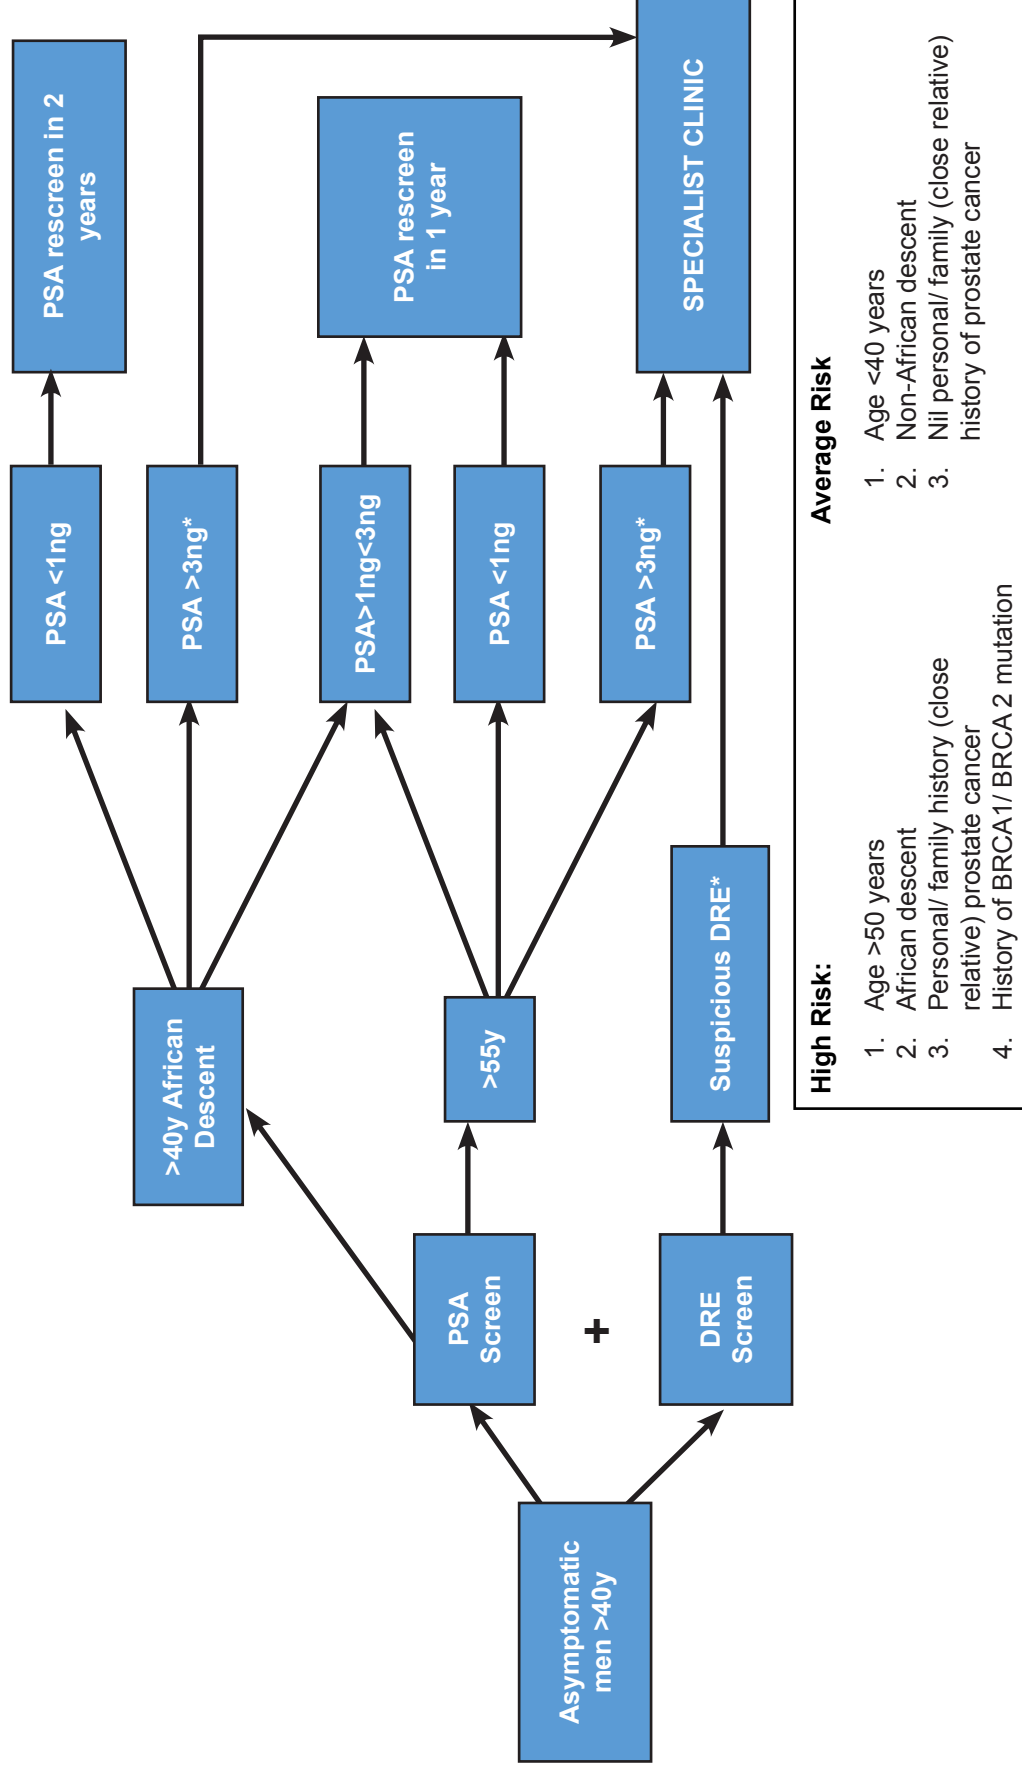 Asymptomatic
men >40y
PSA
Screen
+
DRE
Screen
>40y African
Descent
>55y
Suspicious DRE*
PSA <1ng
PSA >3ng*
PSA>1ng<3ng
PSA <1ng
PSA >3ng*
PSA rescreen in 2
years
PSA rescreen
in 1 year
SPECIALIST CLINIC
High Risk:
1. Age >50 years
2. African descent
3. Personal/ family history (close
relative) prostate cancer
4. History of BRCA1/ BRCA 2 mutation
Average Risk
1. Age <40 years
2. Non-African descent
3. Nil personal/ family (close relative)
history of prostate cancer